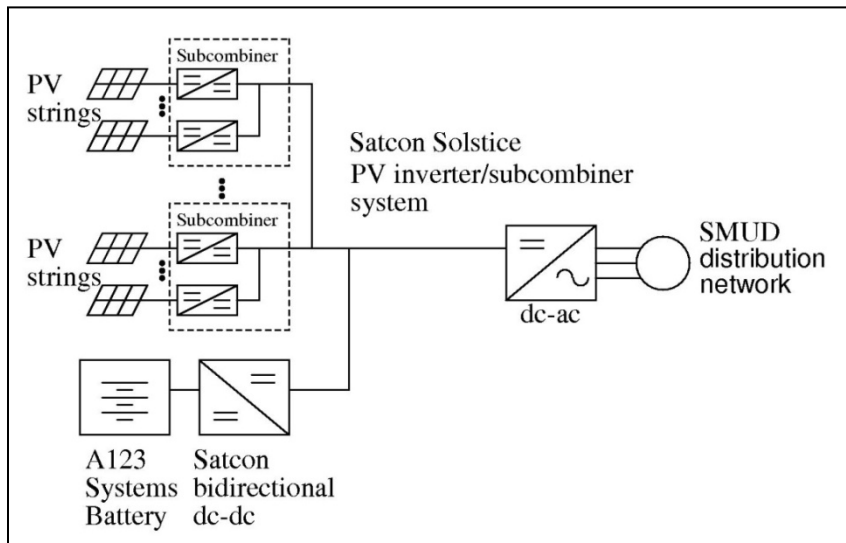 Subcombiner
PV
strings
Satcon Solstice
PV inverter/subcombiner
system
Subcombiner
PV
strings
SMUD
distribution
network
dc-ac
A123
Systems
Battery
Satcon
bidirectional
dc-dc